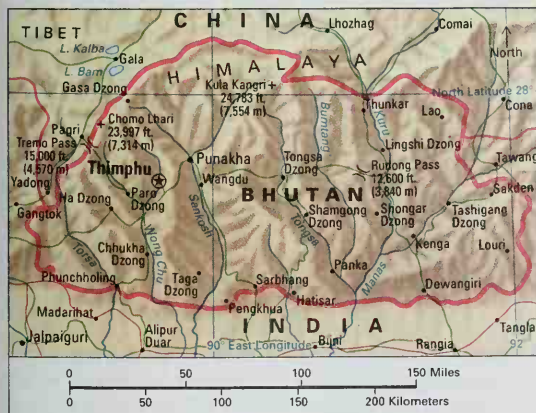 CHINA
TIBET
Lhozhag
Comai
L. Kalba
Gala
L. Bam
North
HIMALAYA
Gasa Dzong
Kula Kangri +
24,783 ft.
(7,554 m)
North Latitude 28°
Cona
Chomo Lhari
23,997 ft.
(7,314 m)
Thunkar
Lao
Bumtang
Kuru
Pagri
Tremo Pass
15,000 ft.
(4,570 m)
Lingshi Dzong
Punakha
Tongsa
Dzong
Rudong Pass
12,600 ft.
(3,840 m)
Tawang
Thimphu
Yadong
Wangdu
BHUTAN
Sakden
Gangtok
Ha Dzong
Paro
Dzong
Sankosh
Shamgong
Dzong
Shongar
Dzong
Tashigang
Dzong
Tongsa
Kenga
Louri
Torsa
Chhukha
Dzong
Wong Chu
Phunchholing
Taga
Dzong
Sarbhang
Panka
Manas
Dewangiri
Hatisar
Pengkhua
Madarihat
INDIA
Tangla
Jalpaiguri
Alipur
Duar
90° East Longitude
Bijni
Rangia
92
0 50 100 150 Miles
0 50 100 150 200 Kilometers